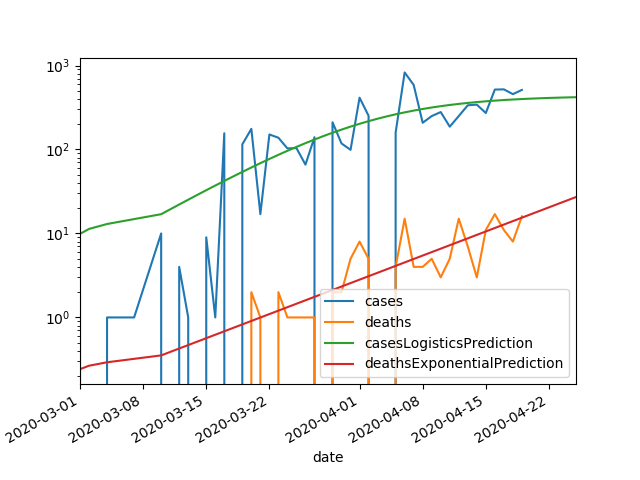 10³
10²
10¹
10⁰
cases
deaths
casesLogisticsPrediction
deathsExponentialPrediction
2020-03-01
2020-03-08
2020-03-15
2020-03-22
2020-04-01
2020-04-08
2020-04-15
2020-04-22
date